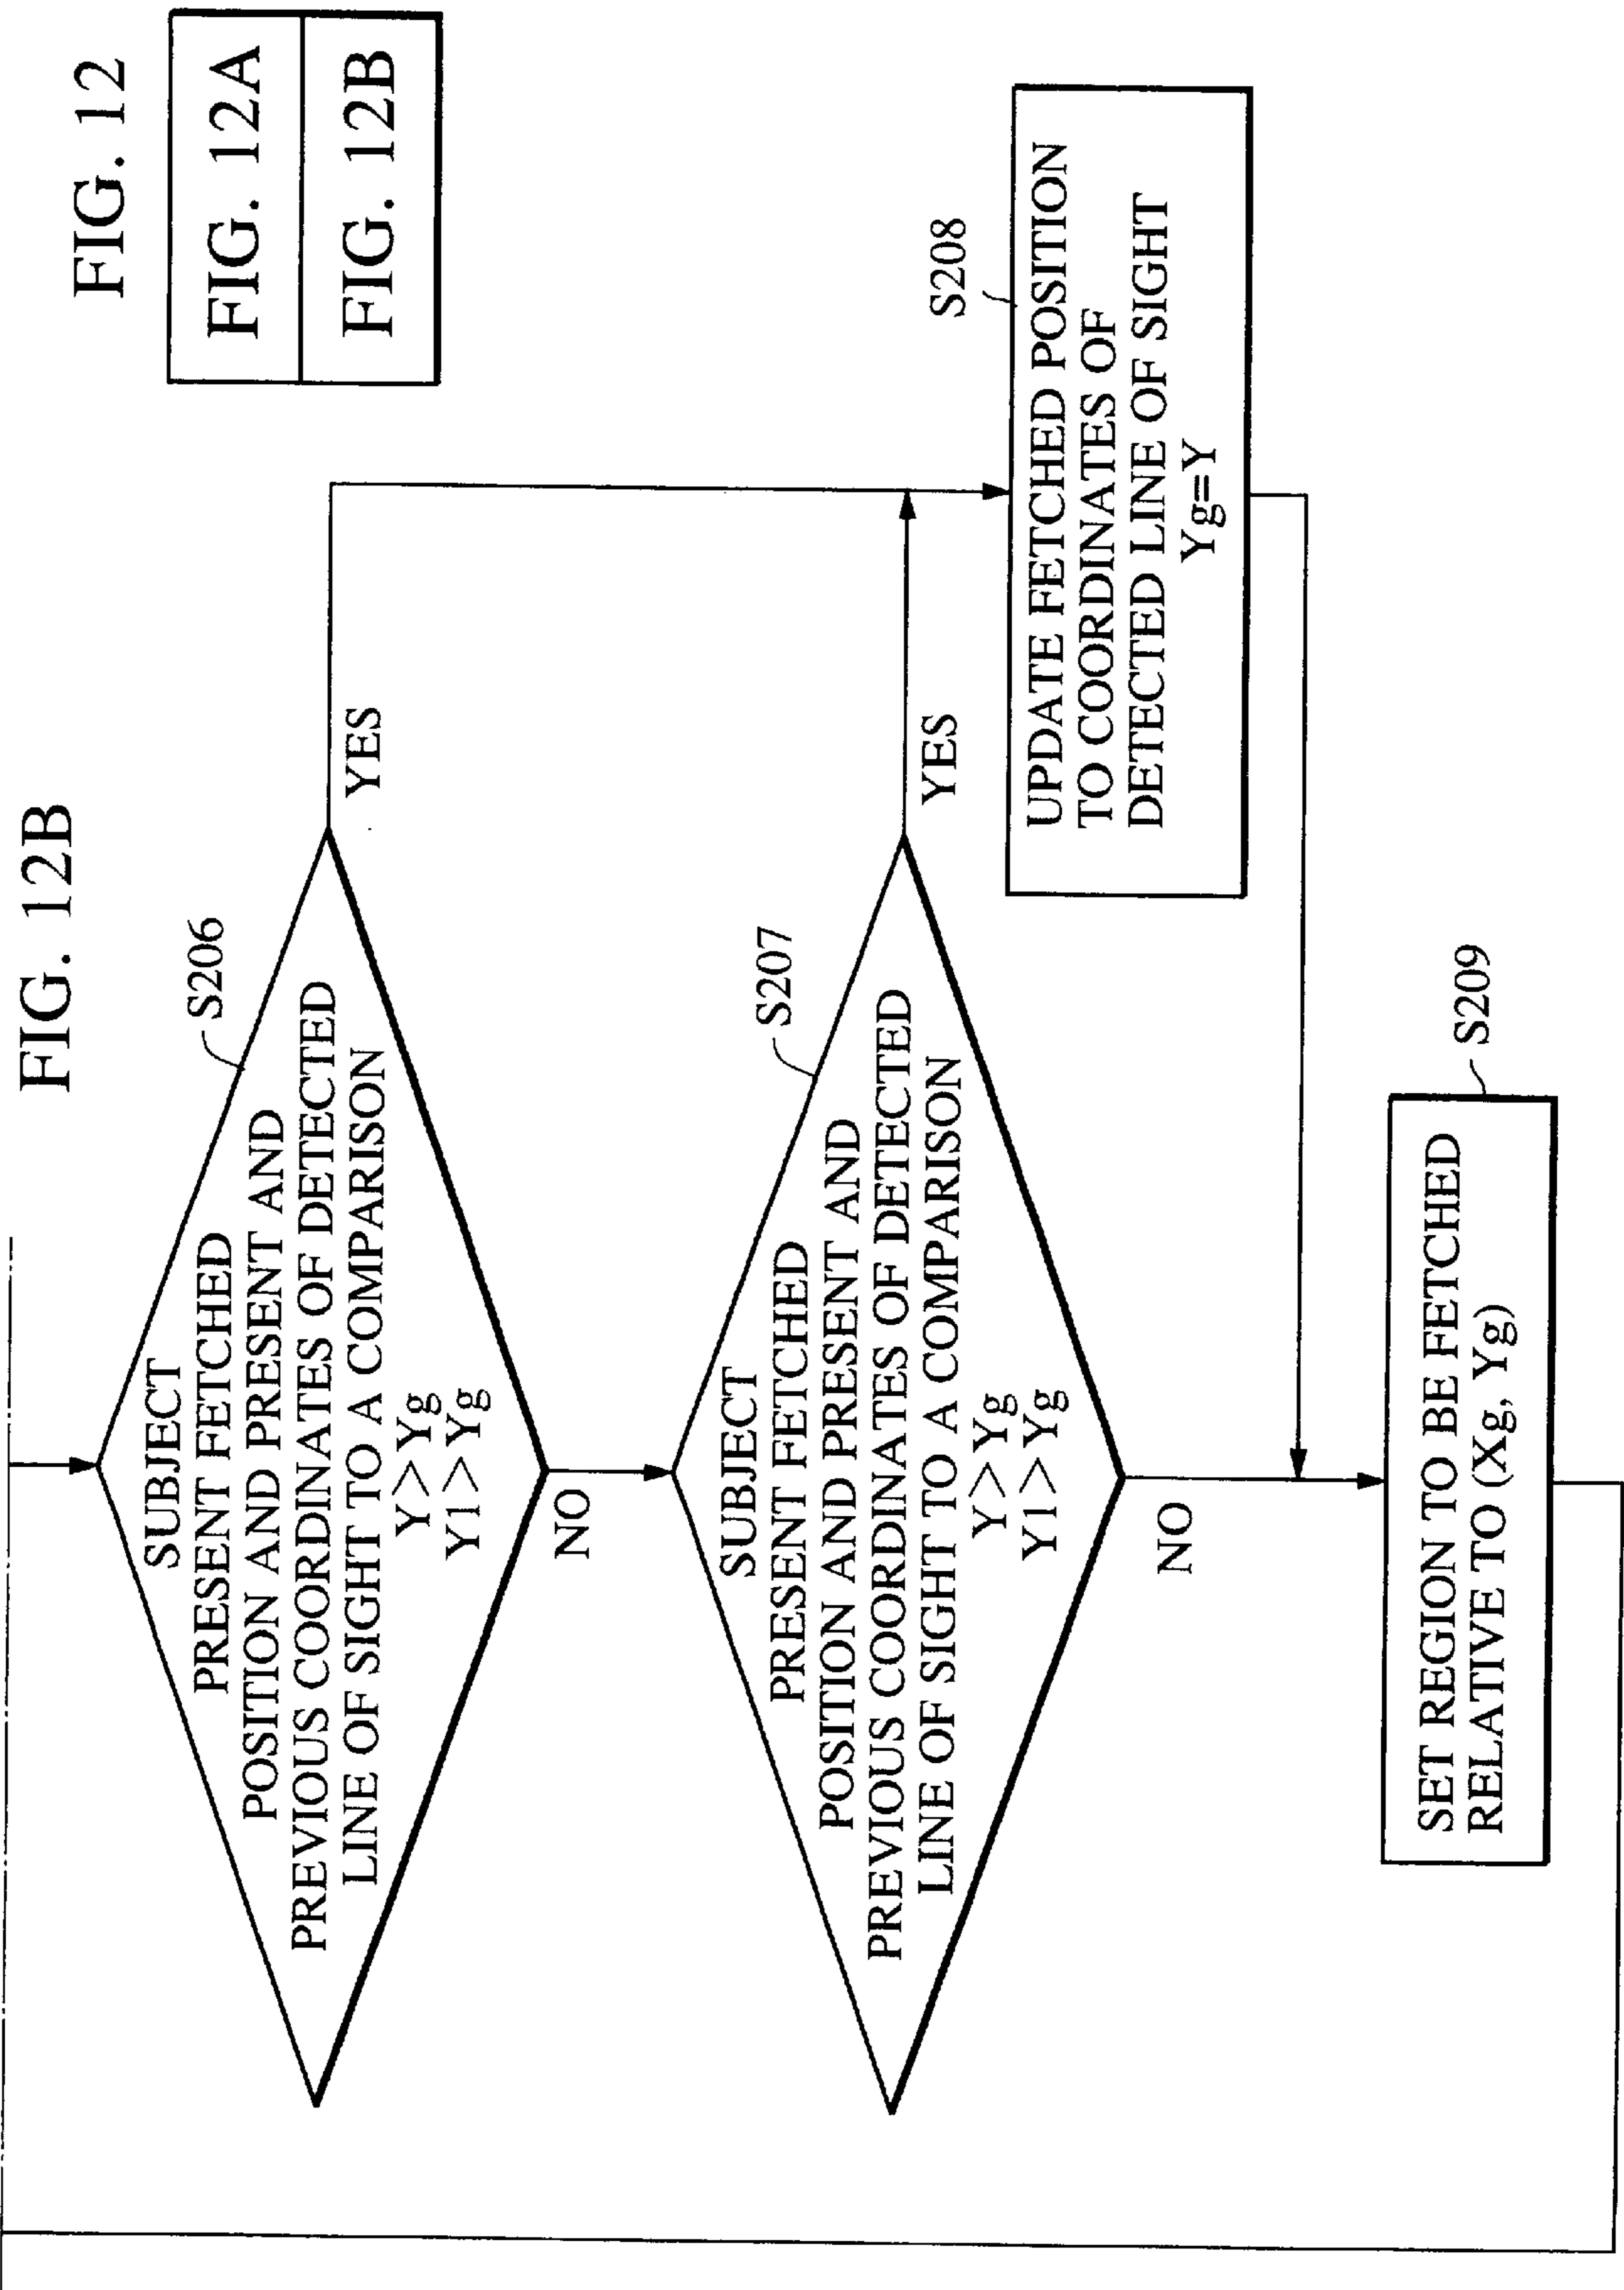 FIG. 12B
FIG. 12
FIG. 12A
FIG. 12B
S206
SUBJECT
PRESENT FETCHED
POSITION AND PRESENT AND
PREVIOUS COORDINATES OF DETECTED
LINE OF SIGHT TO A COMPARISON
Y>Yg
Y1>Yg
YES
NO
S207
SUBJECT
PRESENT FETCHED
POSITION AND PRESENT AND
PREVIOUS COORDINATES OF DETECTED
LINE OF SIGHT TO A COMPARISON
Y>Yg
Y1>Yg
YES
NO
S208
UPDATE FETCHED POSITION
TO COORDINATES OF
DETECTED LINE OF SIGHT
Yg=Y
S209
SET REGION TO BE FETCHED
RELATIVE TO (Xg, Yg)